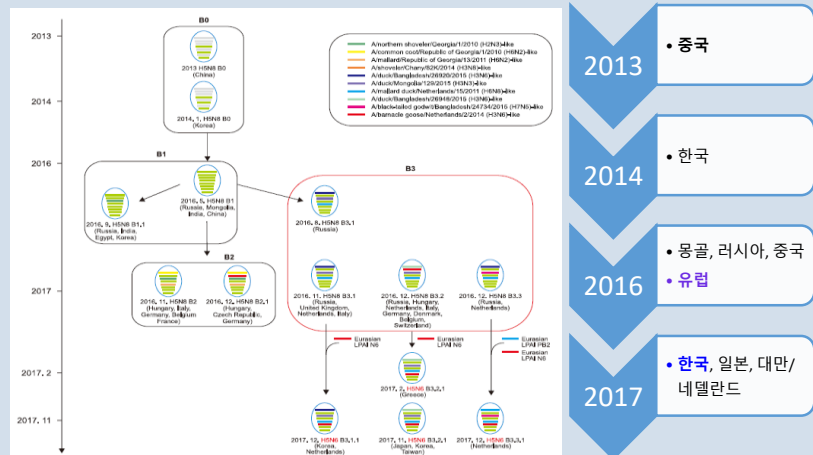 B0
2013
2013 H5N8 B0
(China)
2014
2014, 1, H5N8 B0
(Korea)
A/northern shoveler/Georgia/1/2010 (H2N3)-like
A/common coot/Republic of Georgia/1/2010 (H6N2)-like
A/mallard/Republic of Georgia/13/2011 (H6N2)-like
A/shoveler/Chany/82K/2014 (H3N8)-like
A/duck/Bangladesh/26920/2015 (H3N6)-like
A/duck/Mongolia/129/2015 (H3N3)-like
A/mallard duck/Netherlands/15/2011 (H6N8)-like
A/duck/Bangladesh/26948/2015 (H3N6)-like
A/black-tailed godwit/Bangladesh/24734/2015 (H7N5)-like
A/barnacle goose/Netherlands/2/2014 (H3N6)-like
2016
B1
2016, 5, H5N8 B1
(Russia, Mongolia,
India, China)
2016, 9, H5N8 B1,1
(Russia, India,
Egypt, Korea)
B3
2016, 8, H5N8 B3,1
(Russia)
B2
2017
2016, 11, H5N8 B2
(Hungary, Italy,
Germany, Belgium
France)
2016, 12, H5N8 B2,1
(Hungary,
Czech Republic,
Germany)
2016, 11, H5N8 B3,1
(Russia,
United Kingdom,
Netherlands, Italy)
2016, 12, H5N8 B3,2
(Russia, Hungary,
Netherlands, Italy,
Germany, Denmark,
Belgium,
Switzerland)
2016, 12, H5N8 B3,3
(Russia,
Netherlands)
Eurasian
LPAI N6
Eurasian
LPAI N6
Eurasian
LPAI PB2
Eurasian
LPAI N6
2017, 2
2017, 2, H5N6 B3,2,1
(Greece)
2017, 11
2017, 12, H5N6 B3,1,1
(Korea,
Netherlands)
2017, 11, H5N6 B3,2,1
(Japan, Korea,
Taiwan)
2017, 12, H5N6 B3,3,1
(Netherlands)
2013
• 중국
2014
• 한국
2016
• 몽골, 러시아, 중국
• 유럽
2017
• 한국, 일본, 대만/
네델란드